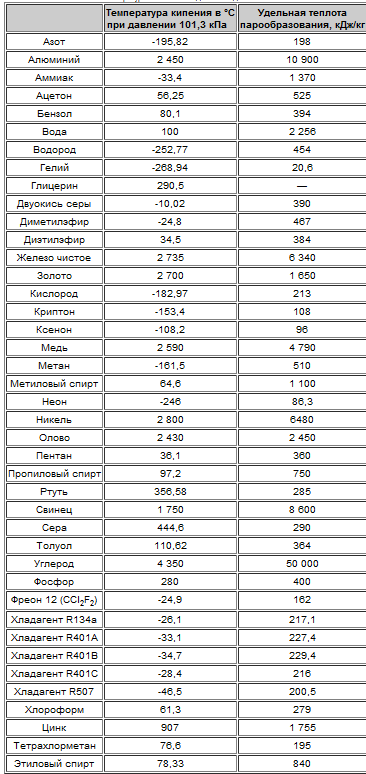 Температура кипения в °С при давлении 101,3 кПа	Удельная теплота парообразования, кДж/кг
Азот	-195,82	198
Алюминий	2 450	10 900
Аммиак	-33,4	1 370
Ацетон	56,25	525
Бензол	80,1	394
Вода	100	2 256
Водород	-252,77	454
Гелий	-268,94	20,6
Глицерин	290,5	—
Двуокись серы	-10,02	390
Диметилэфир	-24,8	467
Диэтилэфир	34,5	384
Железо чистое	2 735	6 340
Золото	2 700	1 650
Кислород	-182,97	213
Криптон	-153,4	108
Ксенон	-108,2	96
Медь	2 590	4 790
Метан	-161,5	510
Метиловый спирт	64,6	1 100
Неон	-246	86,3
Никель	2 800	6480
Олово	2 430	2 450
Пентан	36,1	360
Пропиловый спирт	97,2	750
Ртуть	356,58	285
Свинец	1 750	8 600
Сера	444,6	290
Толуол	110,62	364
Углерод	4 350	50 000
Фосфор	280	400
Фреон 12 (CCl₂F₂)	-24,9	162
Хладагент R134a	-26,1	217,1
Хладагент R401A	-33,1	227,4
Хладагент R401B	-34,7	229,4
Хладагент R401C	-28,4	216
Хладагент R507	-46,5	200,5
Хлороформ	61,3	279
Цинк	907	1 755
Тетрахлорметан	76,6	195
Этиловый спирт	78,33	840